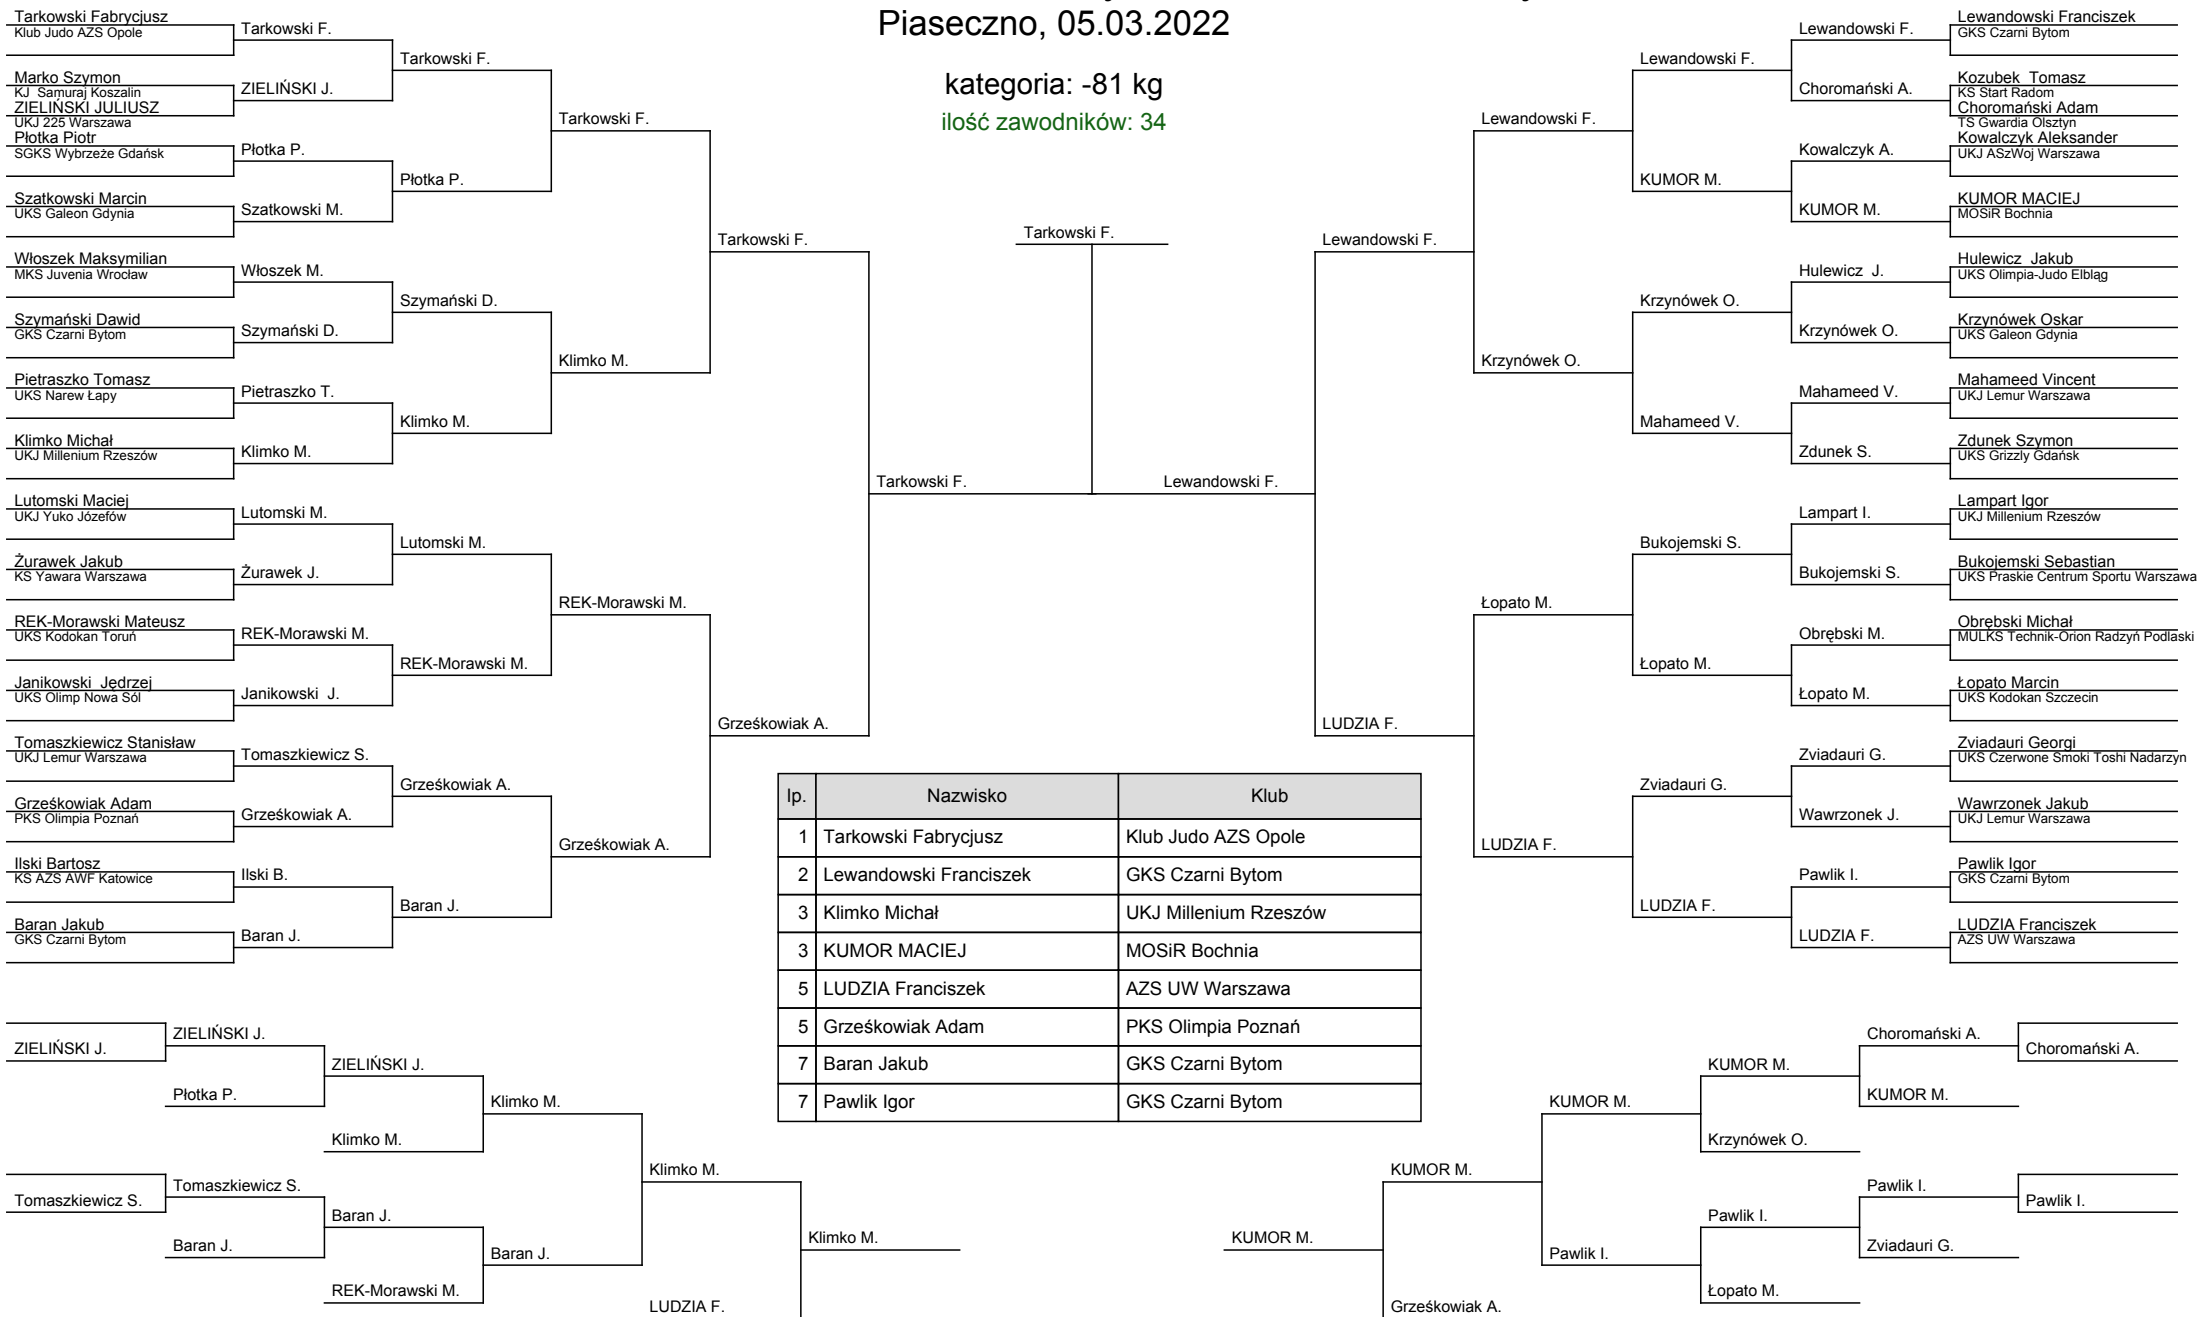 Piaseczno, 05.03.2022
kategoria: -81 kg
ilość zawodników: 34
Tarkowski Fabrycjusz
Klub Judo AZS Opole
Marko Szymon
KJ  Samuraj Koszalin
ZIELIŃSKI JULIUSZ
UKJ 225 Warszawa
Płotka Piotr
SGKS Wybrzeże Gdańsk
Szatkowski Marcin
UKS Galeon Gdynia
Włoszek Maksymilian
MKS Juvenia Wrocław
Szymański Dawid
GKS Czarni Bytom
Pietraszko Tomasz
UKS Narew Łapy
Klimko Michał
UKJ Millenium Rzeszów
Lutomski Maciej
UKJ Yuko Józefów
Żurawek Jakub
KS Yawara Warszawa
REK-Morawski Mateusz
UKS Kodokan Toruń
Janikowski  Jędrzej
UKS Olimp Nowa Sól
Tomaszkiewicz Stanisław
UKJ Lemur Warszawa
Grześkowiak Adam
PKS Olimpia Poznań
Ilski Bartosz
KS AZS AWF Katowice
Baran Jakub
GKS Czarni Bytom
Tarkowski F.
ZIELIŃSKI J.
Płotka P.
Szatkowski M.
Włoszek M.
Szymański D.
Pietraszko T.
Klimko M.
Lutomski M.
Żurawek J.
REK-Morawski M.
Janikowski  J.
Tomaszkiewicz S.
Grześkowiak A.
Ilski B.
Baran J.
Tarkowski F.
Płotka P.
Szymański D.
Klimko M.
Lutomski M.
REK-Morawski M.
Grześkowiak A.
Baran J.
Tarkowski F.
Klimko M.
REK-Morawski M.
Grześkowiak A.
Tarkowski F.
Grześkowiak A.
Tarkowski F.
Tarkowski F.
Lewandowski F.
Lewandowski F.
LUDZIA F.
Lewandowski F.
Krzynówek O.
Łopato M.
LUDZIA F.
Lewandowski F.
KUMOR M.
Krzynówek O.
Mahameed V.
Bukojemski S.
Łopato M.
Zviadauri G.
LUDZIA F.
Lewandowski F.
Choromański A.
Kowalczyk A.
KUMOR M.
Hulewicz  J.
Krzynówek O.
Mahameed V.
Zdunek S.
Lampart I.
Bukojemski S.
Obrębski M.
Łopato M.
Zviadauri G.
Wawrzonek J.
Pawlik I.
LUDZIA F.
Lewandowski Franciszek
GKS Czarni Bytom
Kozubek  Tomasz
KS Start Radom
Choromański Adam
TS Gwardia Olsztyn
Kowalczyk Aleksander
UKJ ASzWoj Warszawa
KUMOR MACIEJ
MOSiR Bochnia
Hulewicz  Jakub
UKS Olimpia-Judo Elbląg
Krzynówek Oskar
UKS Galeon Gdynia
Mahameed Vincent
UKJ Lemur Warszawa
Zdunek Szymon
UKS Grizzly Gdańsk
Lampart Igor
UKJ Millenium Rzeszów
Bukojemski Sebastian
UKS Praskie Centrum Sportu Warszawa
Obrębski Michał
MULKS Technik-Orion Radzyń Podlaski
Łopato Marcin
UKS Kodokan Szczecin
Zviadauri Georgi
UKS Czerwone Smoki Toshi Nadarzyn
Wawrzonek Jakub
UKJ Lemur Warszawa
Pawlik Igor
GKS Czarni Bytom
LUDZIA Franciszek
AZS UW Warszawa
lp. Nazwisko Klub
1 Tarkowski Fabrycjusz Klub Judo AZS Opole
2 Lewandowski Franciszek GKS Czarni Bytom
3 Klimko Michał UKJ Millenium Rzeszów
3 KUMOR MACIEJ MOSiR Bochnia
5 LUDZIA Franciszek AZS UW Warszawa
5 Grześkowiak Adam PKS Olimpia Poznań
7 Baran Jakub GKS Czarni Bytom
7 Pawlik Igor GKS Czarni Bytom
ZIELIŃSKI J.
Tomaszkiewicz S.
ZIELIŃSKI J.
Płotka P.
Tomaszkiewicz S.
Baran J.
ZIELIŃSKI J.
Klimko M.
Baran J.
REK-Morawski M.
Klimko M.
Baran J.
Klimko M.
LUDZIA F.
Klimko M.
KUMOR M.
KUMOR M.
Grześkowiak A.
KUMOR M.
Pawlik I.
KUMOR M.
Krzynówek O.
Pawlik I.
Łopato M.
Choromański A.
KUMOR M.
Pawlik I.
Zviadauri G.
Choromański A.
Pawlik I.